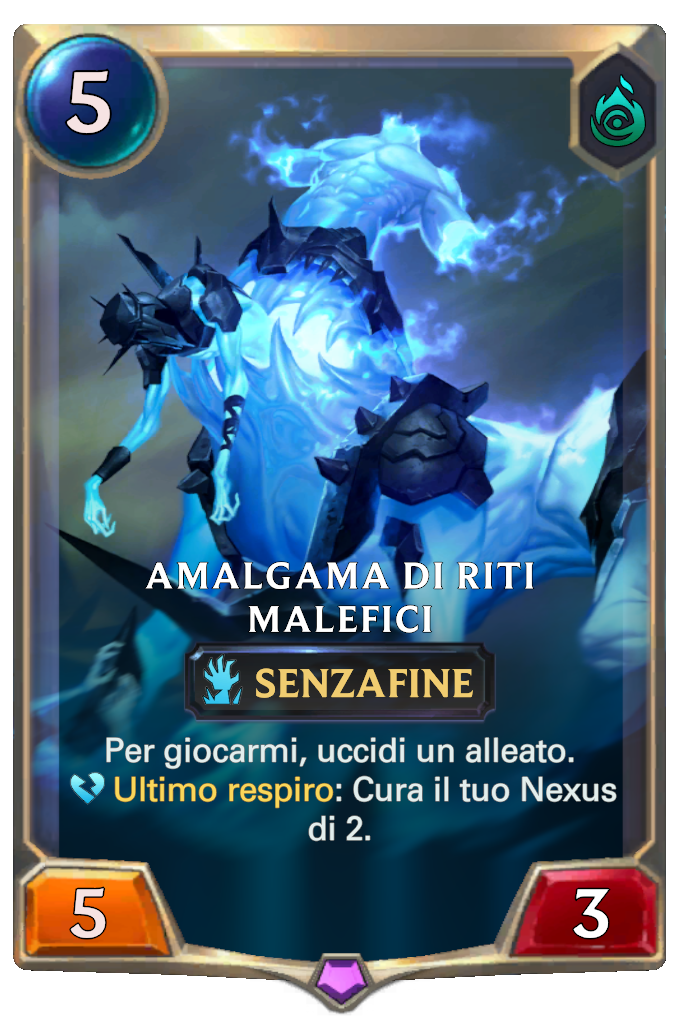 5
AMALGAMA DI RITI
MALEFICI
SENZAFINE
Per giocarmi, uccidi un alleato.
Ultimo respiro: Cura il tuo Nexus
di 2.
5
3